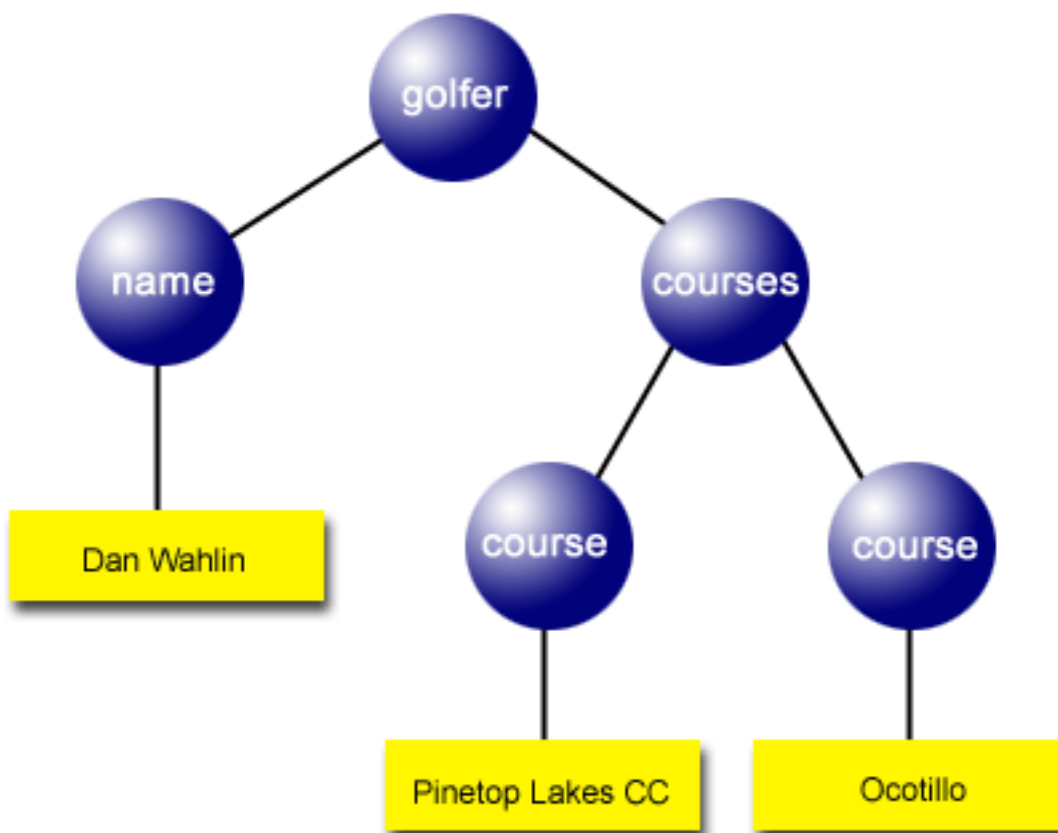 golfer
name
courses
Dan Wahlin
course
course
Pinetop Lakes CC
Ocotillo